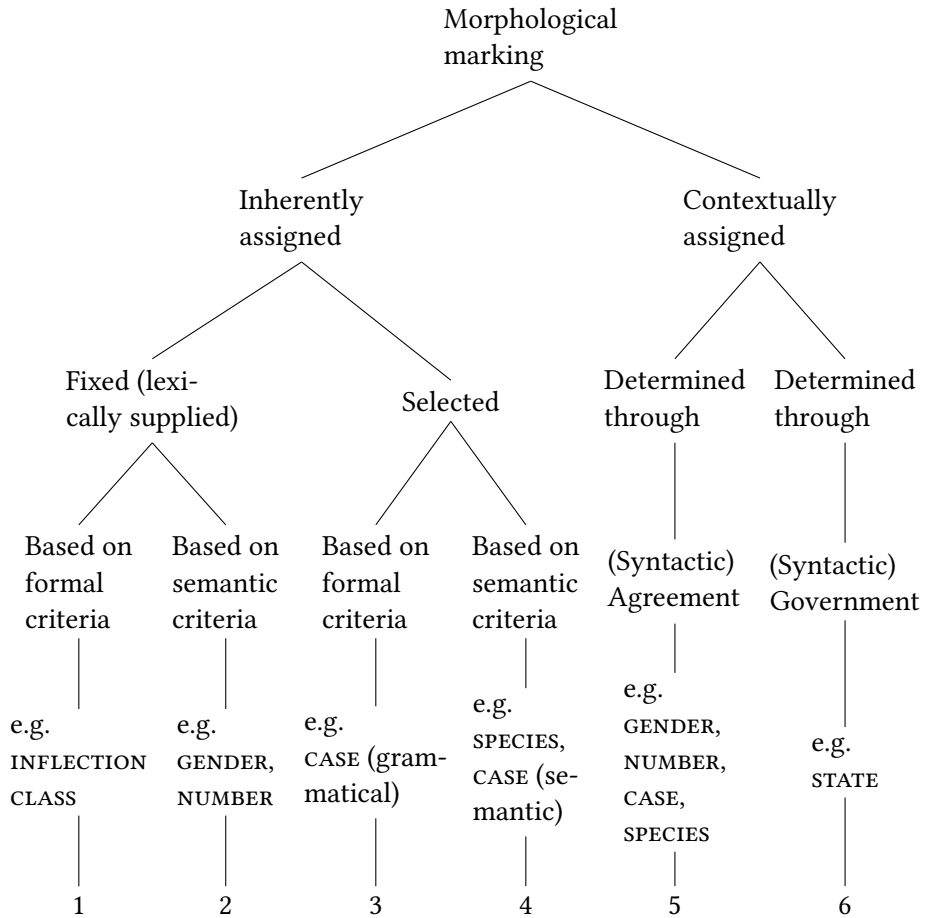 Morphological
marking
Inherently
assigned
Contextually
assigned
Fixed (lexi-
cally supplied)
Selected
Determined
through
Determined
through
Based on
formal
criteria
Based on
semantic
criteria
Based on
formal
criteria
Based on
semantic
criteria
(Syntactic)
Agreement
(Syntactic)
Government
e.g.
INFLECTION
CLASS
e.g.
GENDER,
NUMBER
e.g.
CASE (gram-
matical)
e.g.
SPECIES,
CASE (se-
mantic)
e.g.
GENDER,
NUMBER,
CASE,
SPECIES
e.g.
STATE
1 2 3 4 5 6